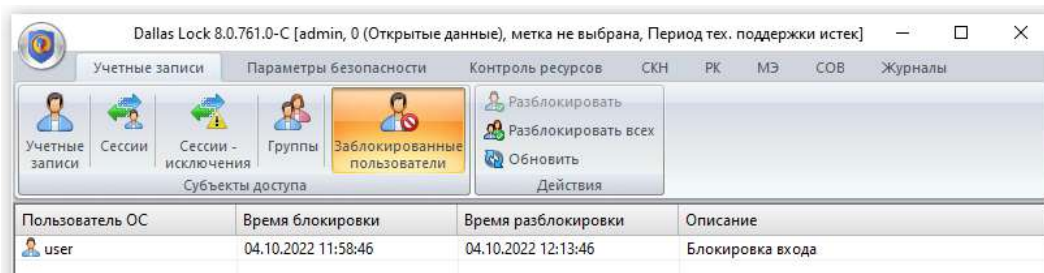 Dallas Lock 8.0.761.0-C [admin, 0 (Открытые данные), метка не выбрана, Период тех. поддержки истек]
Учетные записи Параметры безопасности Контроль ресурсов СКН РК МЭ СОВ Журналы
Учетные записи
Сессии
Сессии - исключения
Группы
Заблокированные пользователи
Субъекты доступа
Разблокировать
Разблокировать всех
Обновить
Действия
Пользователь ОС Время блокировки Время разблокировки Описание
user 04.10.2022 11:58:46 04.10.2022 12:13:46 Блокировка входа